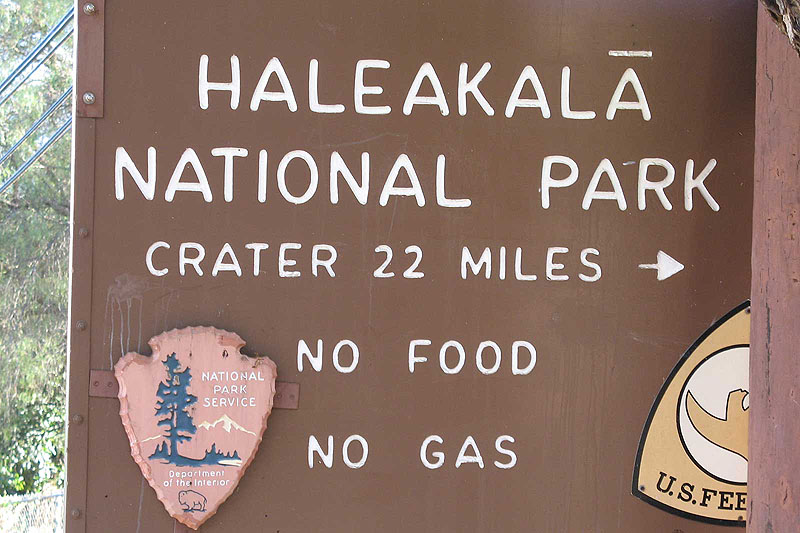 HALEAKALĀ
NATIONAL PARK
CRATER 22 MILES →
NO FOOD
NO GAS
NATIONAL
PARK
SERVICE
Department
of the Interior
U.S. FEE